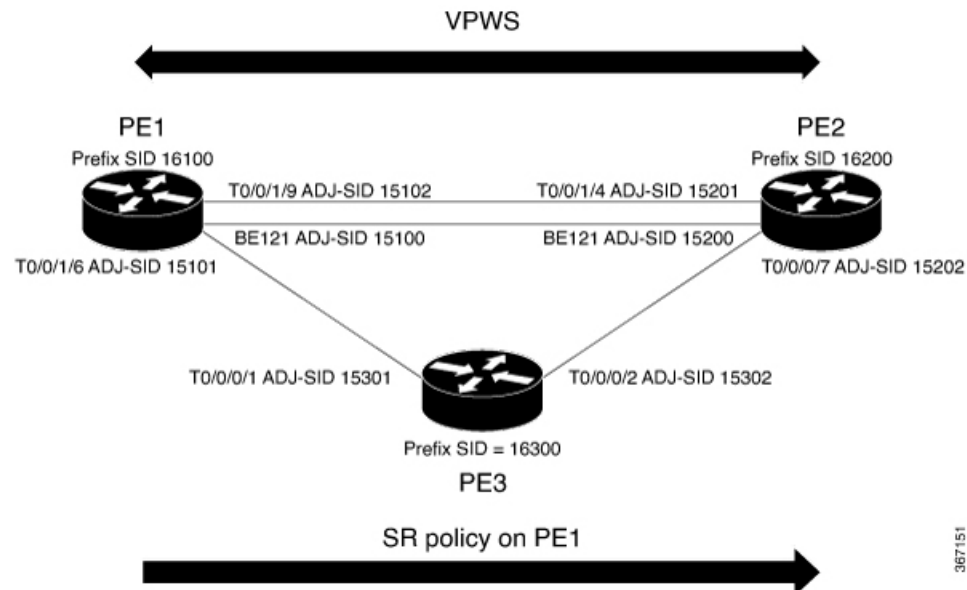 VPWS
PE1
PE2
Prefix SID 16100
Prefix SID 16200
T0/0/1/9 ADJ-SID 15102
T0/0/1/4 ADJ-SID 15201
BE121 ADJ-SID 15100
BE121 ADJ-SID 15200
T0/0/1/6 ADJ-SID 15101
T0/0/0/7 ADJ-SID 15202
T0/0/0/1 ADJ-SID 15301
T0/0/0/2 ADJ-SID 15302
Prefix SID = 16300
PE3
SR policy on PE1
367151